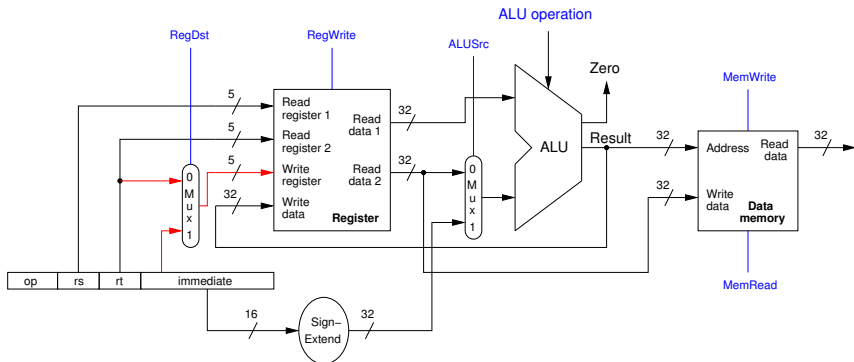 ALU operation
RegDst
RegWrite
ALUSrc
Zero
MemWrite
5
Read
register 1
32
Read
data 1
5
Read
register 2
5
Write
register
32
Read
data 2
32
Write
data
Register
0
M
u
x
1
0
M
u
x
1
ALU
Result
32
Address
Read
data
32
32
Write
data
Data
memory
op
rs
rt
immediate
MemRead
16
Sign-
Extend
32